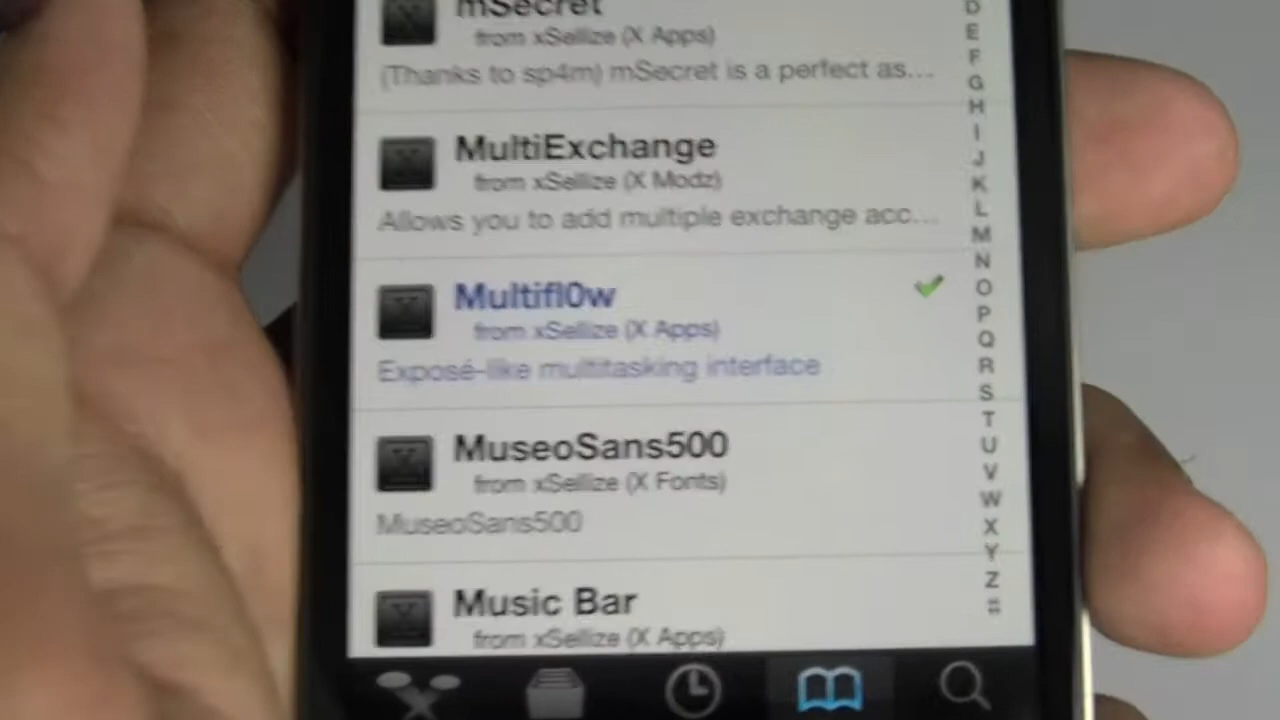 mSecret
from xSellize (X Apps)
(Thanks to sp4m) mSecret is a perfect as...
MultiExchange
from xSellize (X Modz)
Allows you to add multiple exchange acc...
Multifl0w
from xSellize (X Apps)
Exposé-like multitasking interface
MuseoSans500
from xSellize (X Fonts)
MuseoSans500
Music Bar
from xSellize (X Apps)
D
E
F
G
H
I
J
K
L
M
N
O
P
Q
R
S
T
U
V
W
X
Y
Z
#